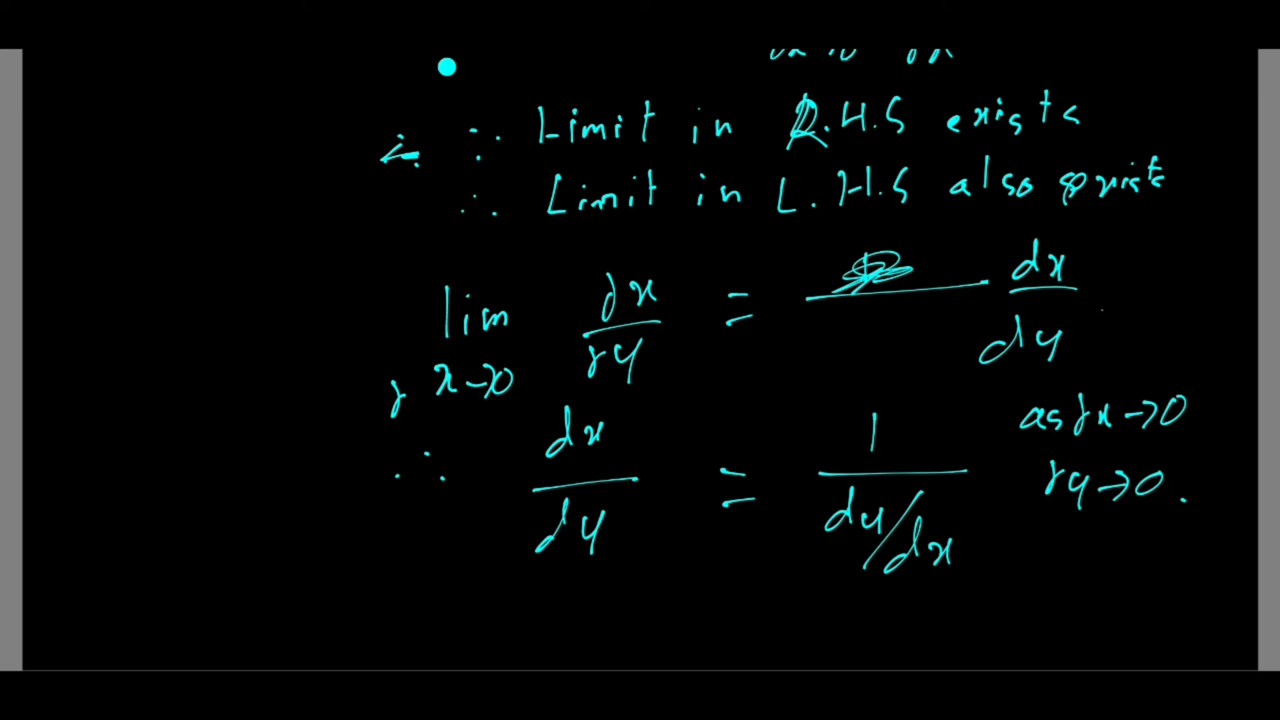 ∵ Limit in R.H.S exists
∴ Limit in L.H.S also exists
lim δx→0 δx/δy = dx/dy
∴ dx/dy = 1/(dy/dx) as δx→0
δy→0.